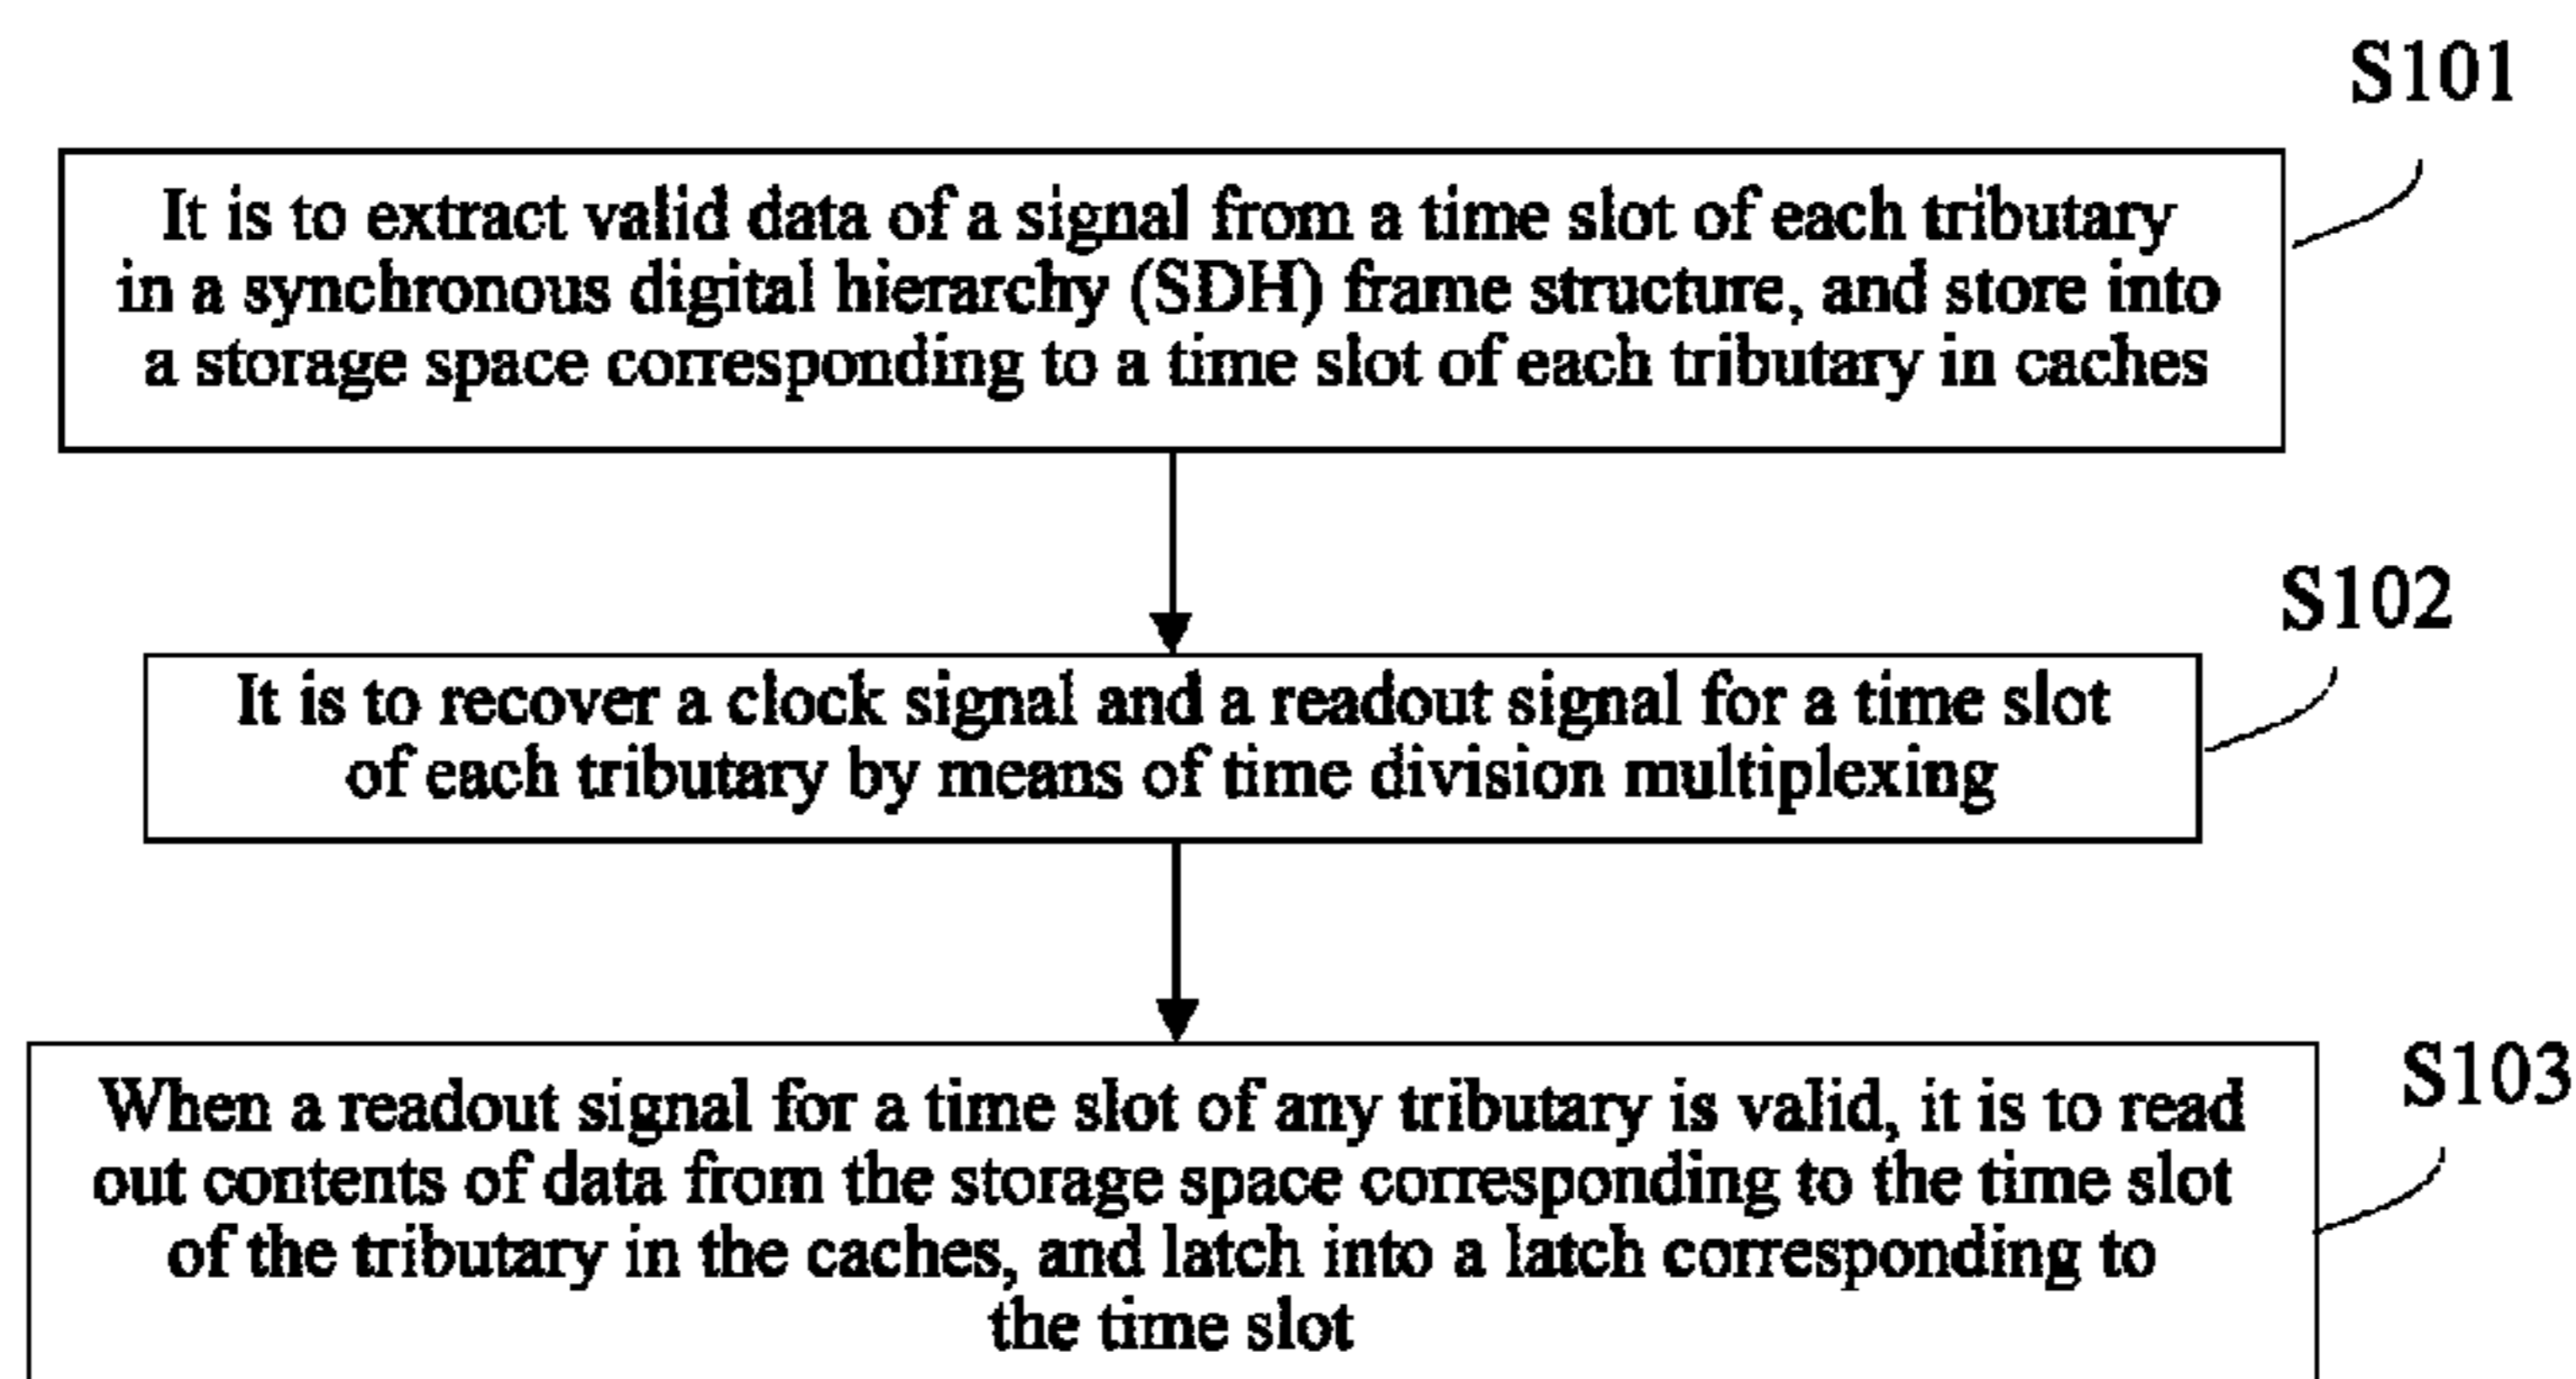 S101
It is to extract valid data of a signal from a time slot of each tributary
in a synchronous digital hierarchy (SDH) frame structure, and store into
a storage space corresponding to a time slot of each tributary in caches
S102
It is to recover a clock signal and a readout signal for a time slot
of each tributary by means of time division multiplexing
S103
When a readout signal for a time slot of any tributary is valid, it is to read
out contents of data from the storage space corresponding to the time slot
of the tributary in the caches, and latch into a latch corresponding to
the time slot